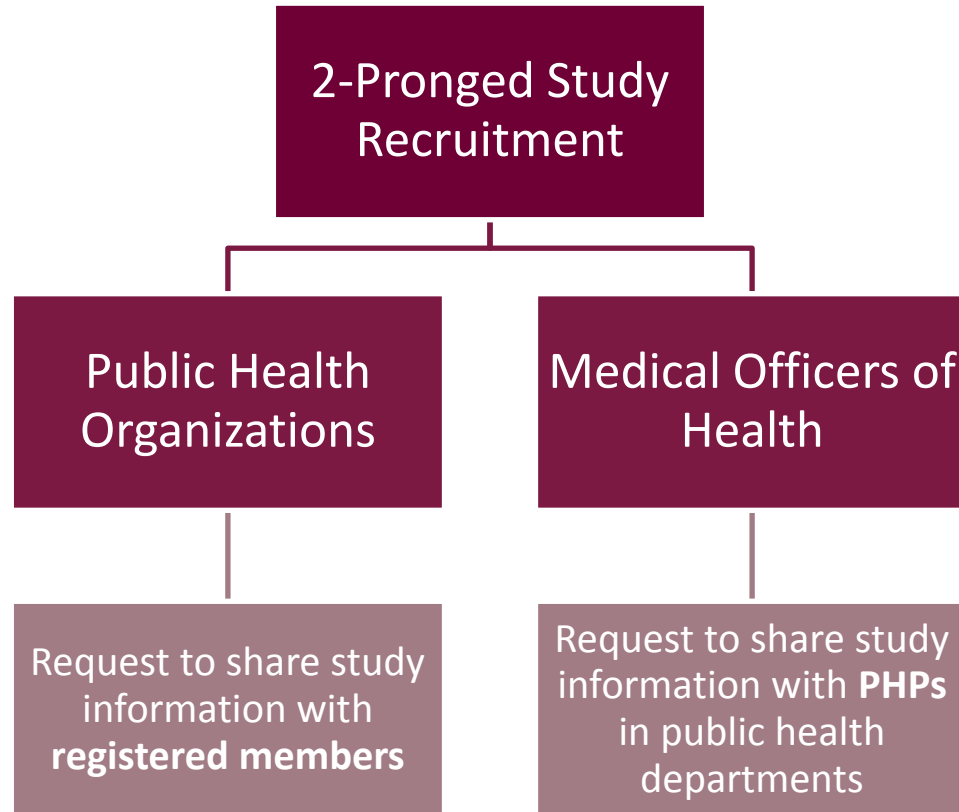 2-Pronged Study
Recruitment
Public Health
Organizations
Medical Officers of
Health
Request to share study
information with
registered members
Request to share study
information with PHPs
in public health
departments